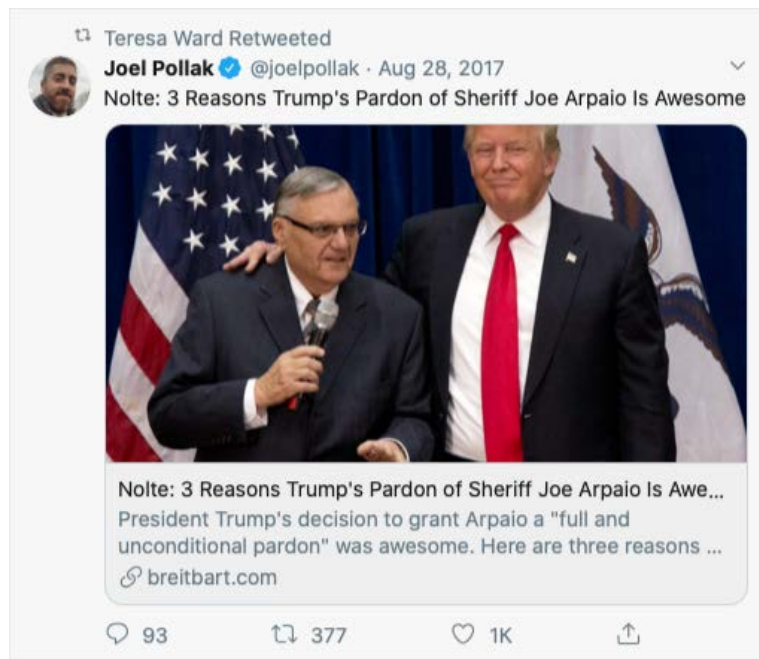 Teresa Ward Retweeted
Joel Pollak @joelpollak · Aug 28, 2017
Nolte: 3 Reasons Trump's Pardon of Sheriff Joe Arpaio Is Awesome
Nolte: 3 Reasons Trump's Pardon of Sheriff Joe Arpaio Is Awe...
President Trump's decision to grant Arpaio a "full and
unconditional pardon" was awesome. Here are three reasons ...
breitbart.com
93 377 1K